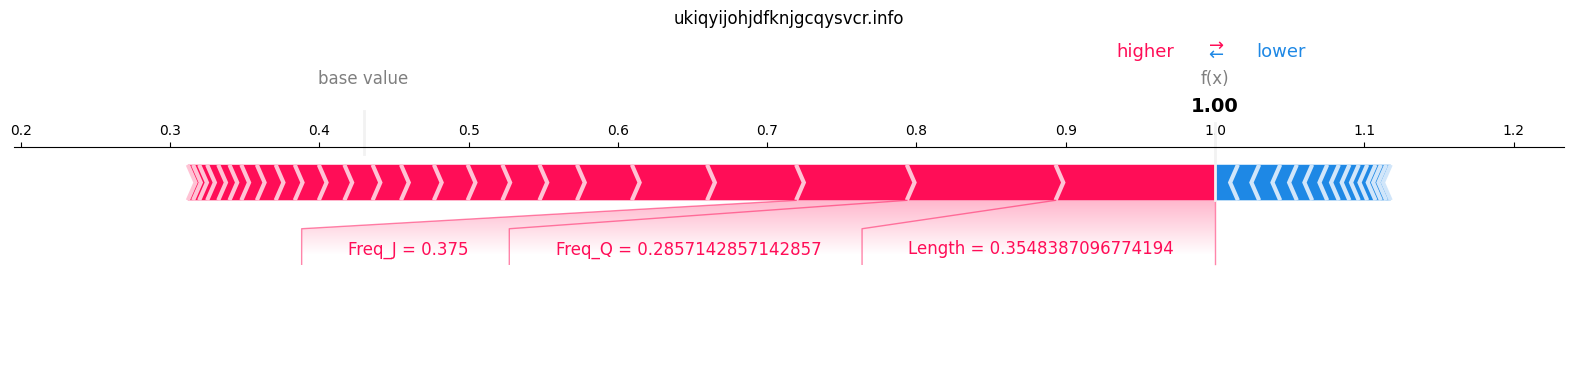 ukiqyijohjdfknjgcqysvcr.info
higher → ← lower
base value f(x)
1.00
0.2 0.3 0.4 0.5 0.6 0.7 0.8 0.9 1.0 1.1 1.2
Freq_J = 0.375 Freq_Q = 0.2857142857142857 Length = 0.3548387096774194